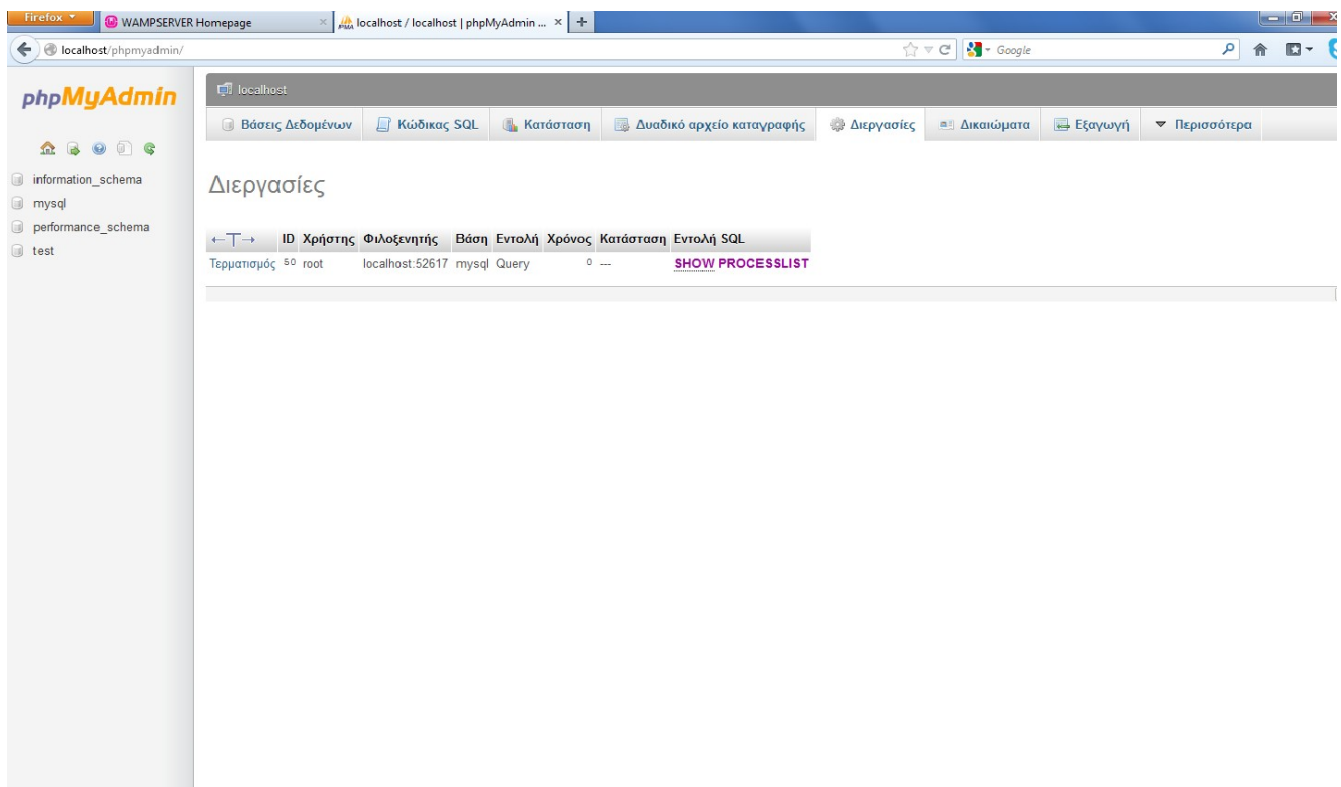 Firefox
WAMPSERVER Homepage
localhost / localhost | phpMyAdmin ...
localhost/phpmyadmin/
Google
phpMyAdmin
information_schema
mysql
performance_schema
test
localhost
Βάσεις Δεδομένων Κώδικας SQL Κατάσταση Δυαδικό αρχείο καταγραφής Διεργασίες Δικαιώματα Εξαγωγή Περισσότερα
Διεργασίες
←T→ ID Χρήστης Φιλοξενητής Βάση Εντολή Χρόνος Κατάσταση Εντολή SQL
Τερματισμός 50 root localhost:52617 mysql Query 0 --- SHOW PROCESSLIST